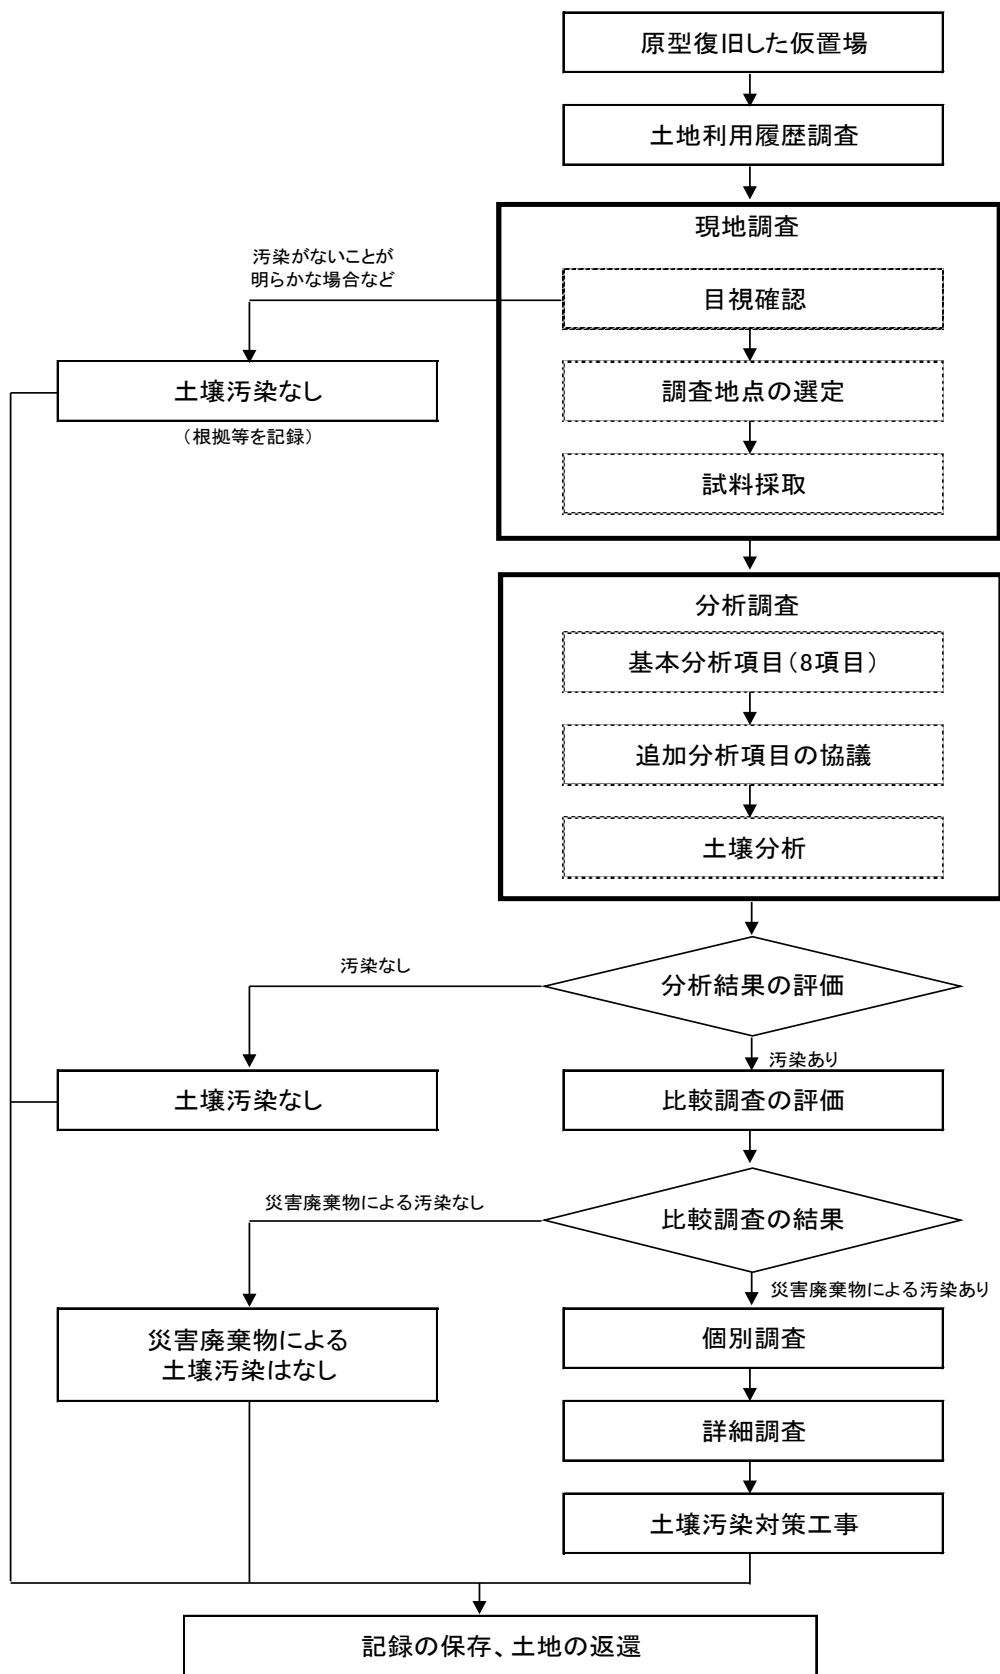 原型復旧した仮置場
土地利用履歴調査
現地調査
汚染がないことが
明らかな場合など
目視確認
土壌汚染なし
（根拠等を記録）
調査地点の選定
試料採取
分析調査
基本分析項目（8項目）
追加分析項目の協議
土壌分析
汚染なし
分析結果の評価
汚染あり
土壌汚染なし
比較調査の評価
災害廃棄物による汚染なし
比較調査の結果
災害廃棄物による汚染あり
災害廃棄物による
土壌汚染はなし
個別調査
詳細調査
土壌汚染対策工事
記録の保存、土地の返還